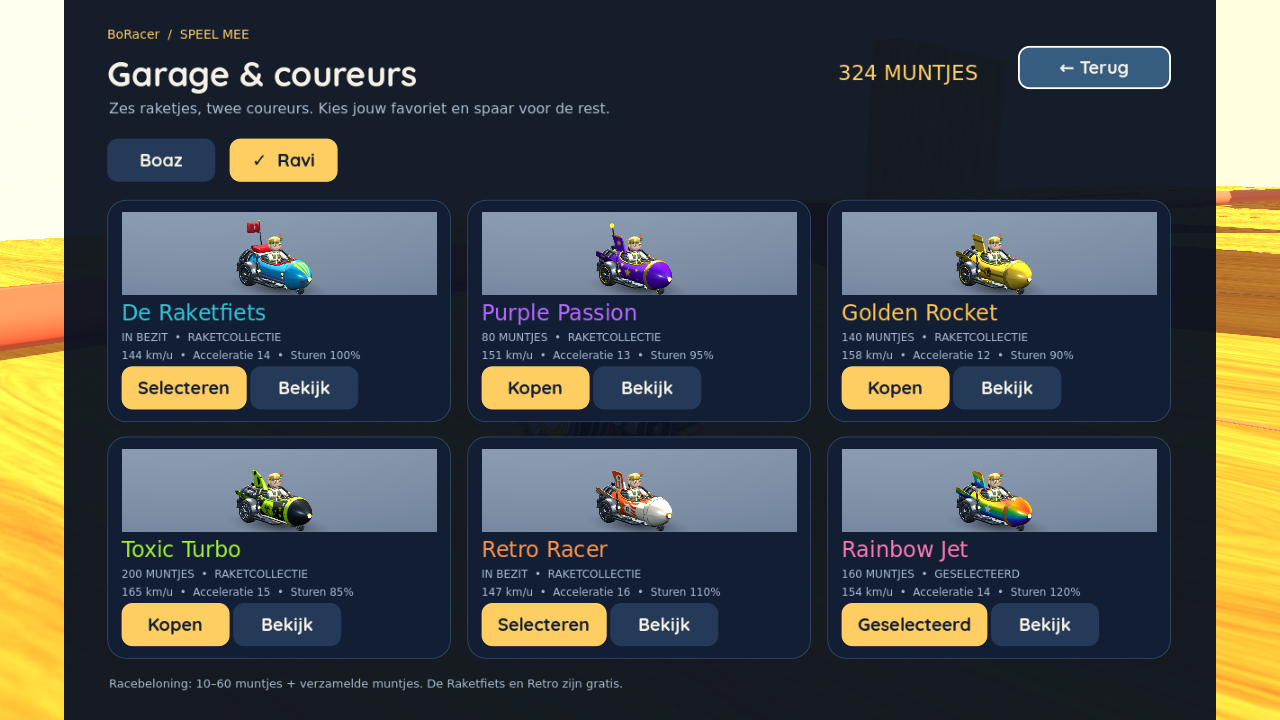 BoRacer / SPEEL MEE
Garage & coureurs
324 MUNTJES
← Terug
Zes raketjes, twee coureurs. Kies jouw favoriet en spaar voor de rest.
Boaz
✓ Ravi
De Raketfiets
IN BEZIT • RAKETCOLLECTIE
144 km/u • Acceleratie 14 • Sturen 100%
Selecteren
Bekijk
Purple Passion
80 MUNTJES • RAKETCOLLECTIE
151 km/u • Acceleratie 13 • Sturen 95%
Kopen
Bekijk
Golden Rocket
140 MUNTJES • RAKETCOLLECTIE
158 km/u • Acceleratie 12 • Sturen 90%
Kopen
Bekijk
Toxic Turbo
200 MUNTJES • RAKETCOLLECTIE
165 km/u • Acceleratie 15 • Sturen 85%
Kopen
Bekijk
Retro Racer
IN BEZIT • RAKETCOLLECTIE
147 km/u • Acceleratie 16 • Sturen 110%
Selecteren
Bekijk
Rainbow Jet
160 MUNTJES • GESELECTEERD
154 km/u • Acceleratie 14 • Sturen 120%
Geselecteerd
Bekijk
Racebeloning: 10–60 muntjes + verzamelde muntjes. De Raketfiets en Retro zijn gratis.